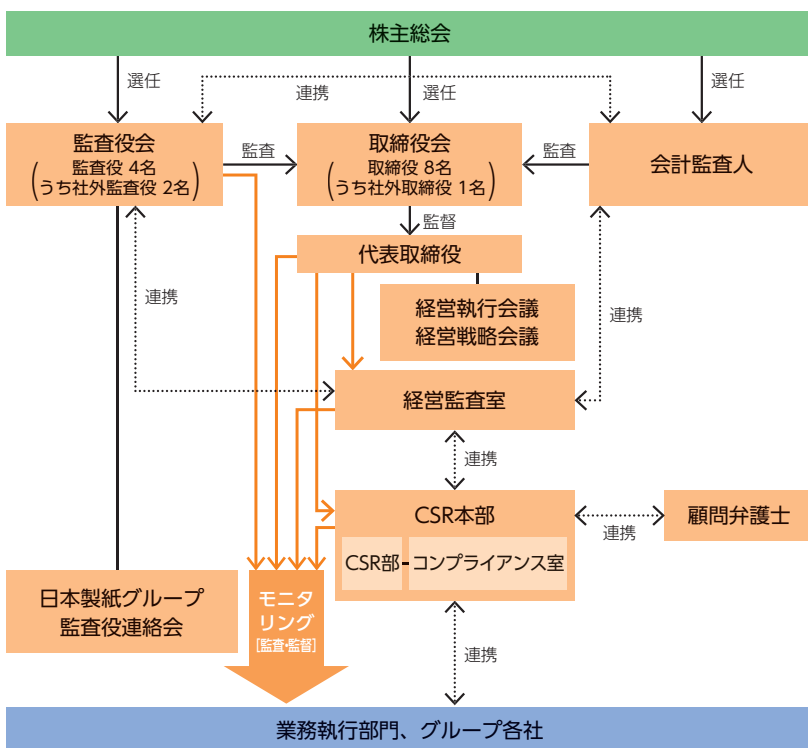 株主総会
選任
連携
選任
選任
監査役会
監査役 4名
(うち社外監査役 2名)
監査
取締役会
取締役 8名
(うち社外取締役 1名)
監査
会計監査人
監督
代表取締役
連携
経営執行会議
経営戦略会議
連携
経営監査室
連携
CSR本部
CSR部
コンプライアンス室
連携
顧問弁護士
日本製紙グループ
監査役連絡会
モニタ
リング
[監査・監督]
連携
業務執行部門、グループ各社